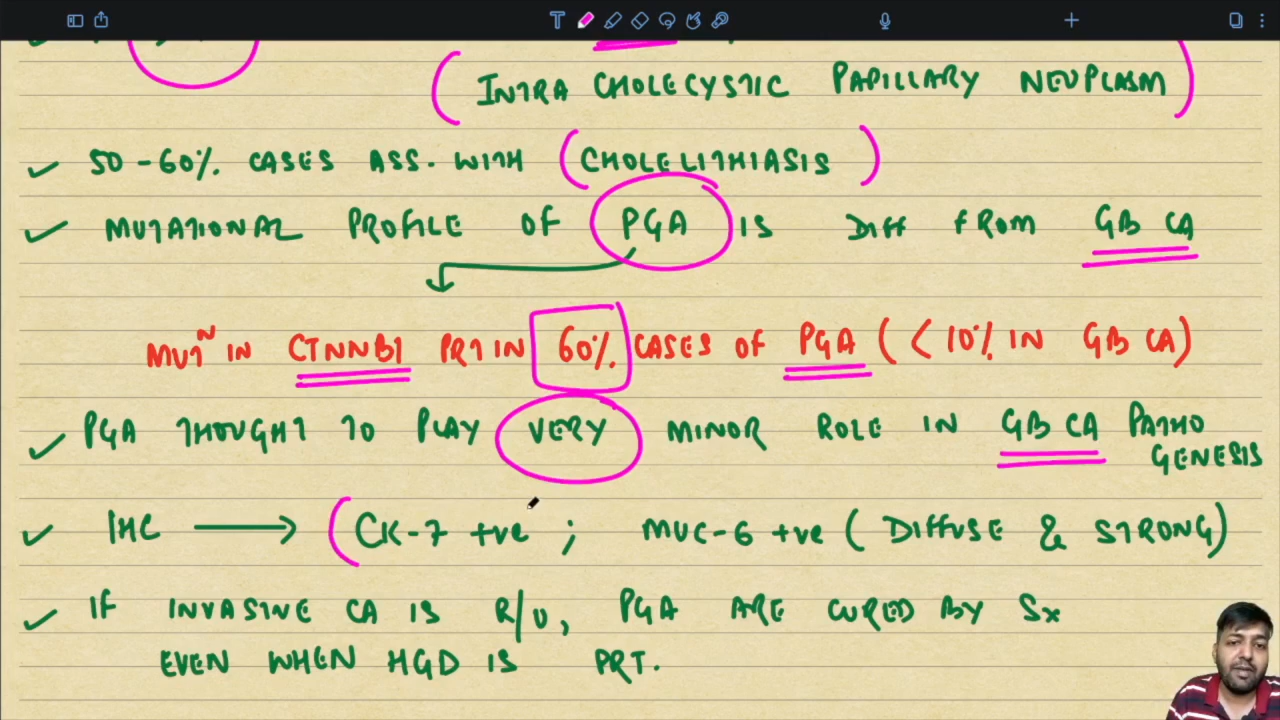 ( INTRA CHOLECYSTIC PAPILLARY NEOPLASM )
✓ 50-60% CASES ASS. WITH (CHOLELITHIASIS)
✓ MUTATIONAL PROFILE OF PGA IS DIFF FROM GB CA
MUTN IN CTNNB1 PRT IN 60% CASES OF PGA (< 10% IN GB CA)
✓ PGA THOUGHT TO PLAY VERY MINOR ROLE IN GB CA PATHO
GENESIS
✓ IHC → (CK-7 +ve ; MUC-6 +ve (DIFFUSE & STRONG)
✓ IF INVASIVE CA IS R/O, PGA ARE CURED BY Sx
EVEN WHEN HGD IS PRT.